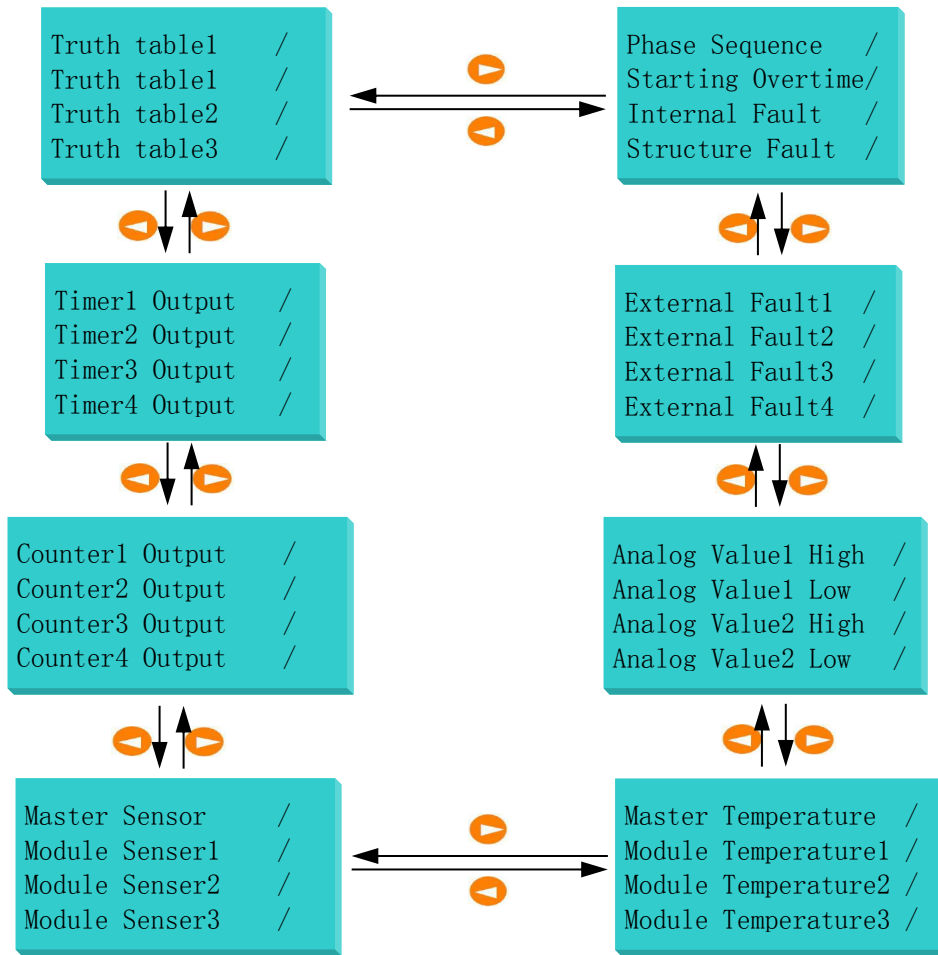 Truth table1 /
Truth table1 /
Truth table2 /
Truth table3 /
Phase Sequence /
Starting Overtime/
Internal Fault /
Structure Fault /
Timer1 Output /
Timer2 Output /
Timer3 Output /
Timer4 Output /
External Fault1 /
External Fault2 /
External Fault3 /
External Fault4 /
Counter1 Output /
Counter2 Output /
Counter3 Output /
Counter4 Output /
Analog Value1 High /
Analog Value1 Low /
Analog Value2 High /
Analog Value2 Low /
Master Sensor /
Module Senser1 /
Module Senser2 /
Module Senser3 /
Master Temperature /
Module Temperature1 /
Module Temperature2 /
Module Temperature3 /